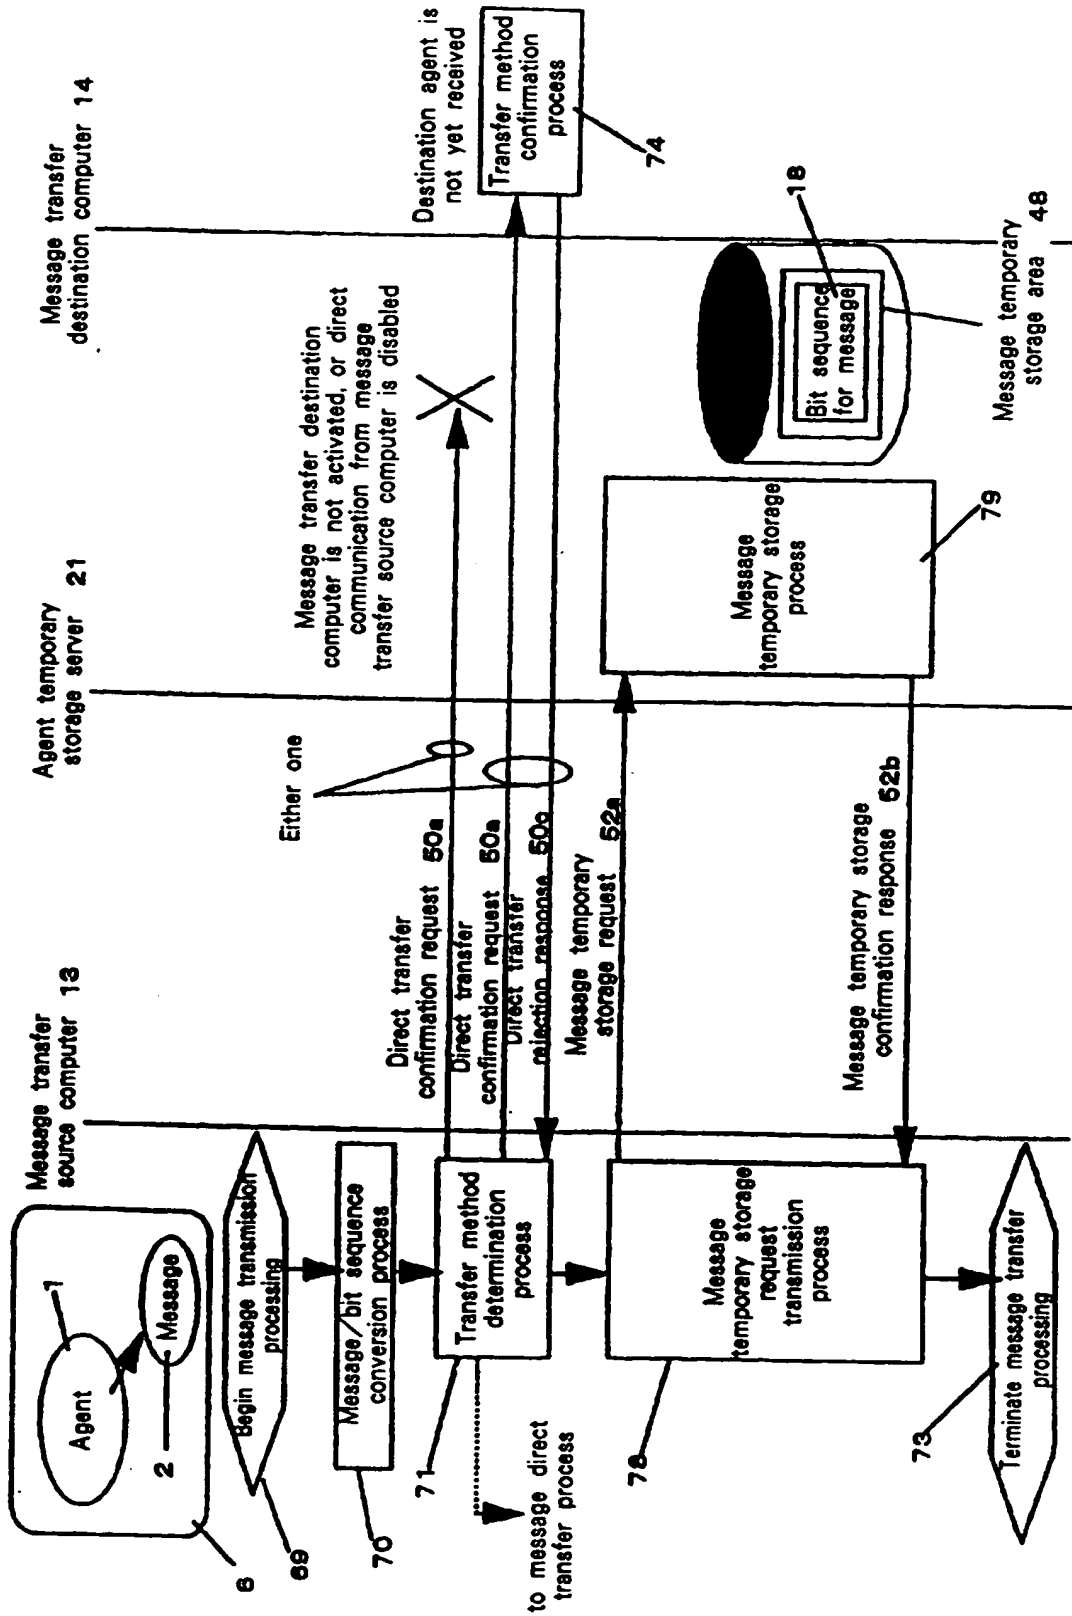 Message transfer
source computer 13
Agent temporary
storage server 21
Message transfer
destination computer 14
Agent
1
Message
2
6
Begin message transmission
processing
69
Message/bit sequence
conversion process
70
Transfer method
determination
process
71
to message direct
transfer process
Direct transfer
confirmation request 50a
Direct transfer
confirmation request 50a
Direct transfer
rejection response 50c
Either one
Message transfer destination
computer is not activated, or direct
communication from message
transfer source computer is disabled
Destination agent is
not yet received
Transfer method
confirmation
process
74
Message temporary
storage request 52a
Message
temporary storage
request
transmission
process
78
Message
temporary storage
process
79
Bit sequence
for message
18
Message temporary
storage area 48
Message temporary storage
confirmation response 52b
Terminate message transfer
processing
73